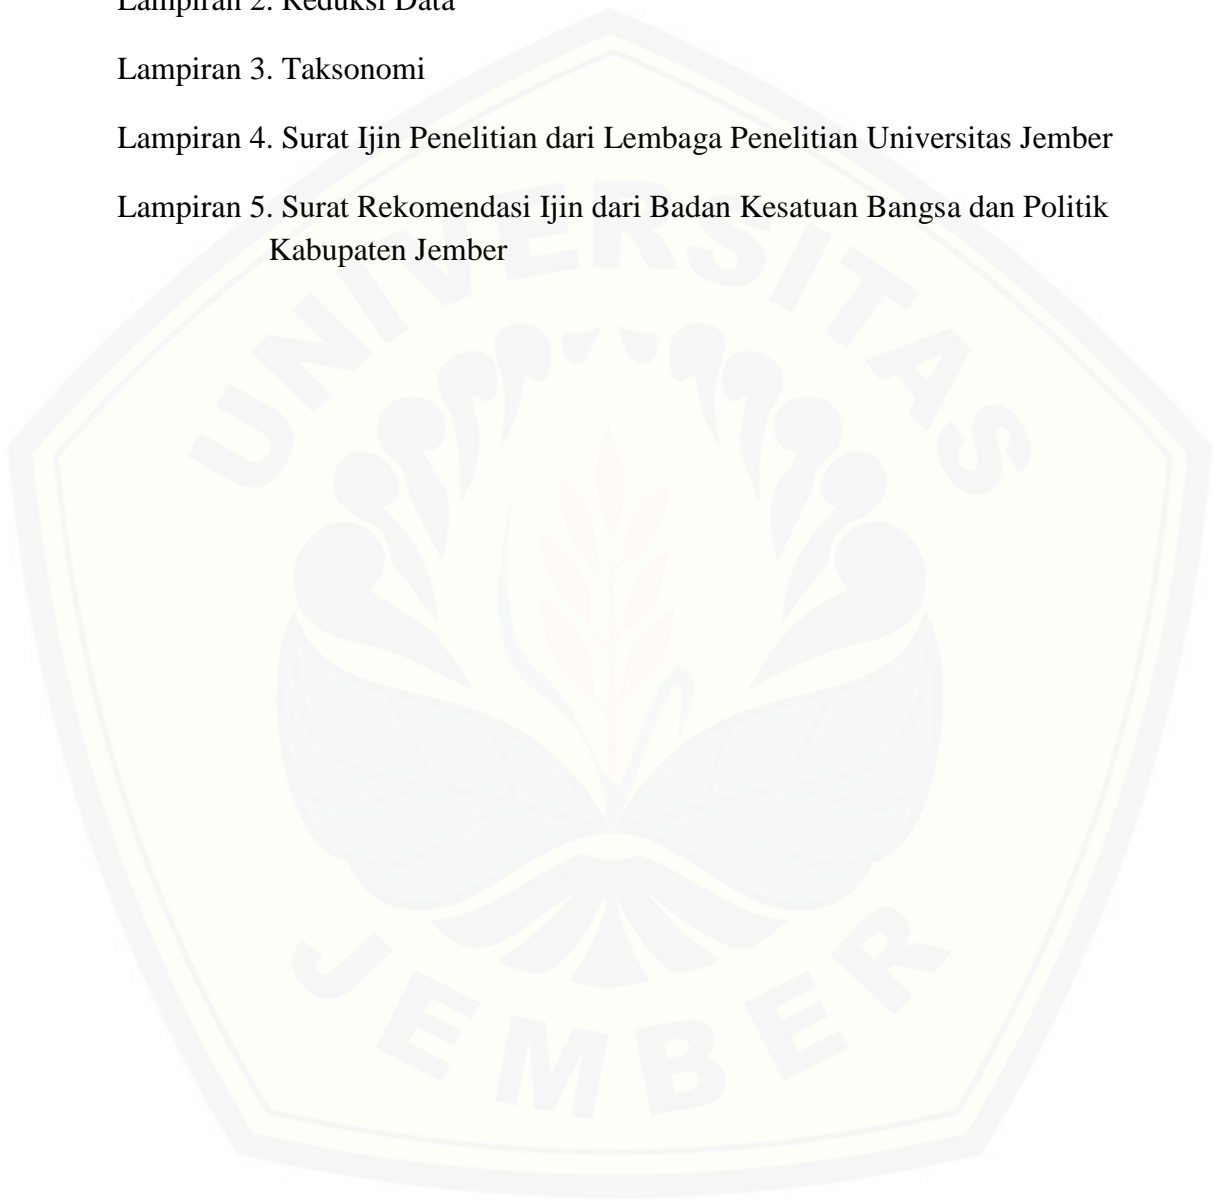 Lampiran 2. Reduksi Data
Lampiran 3. Taksonomi
Lampiran 4. Surat Ijin Penelitian dari Lembaga Penelitian Universitas Jember
Lampiran 5. Surat Rekomendasi Ijin dari Badan Kesatuan Bangsa dan Politik
Kabupaten Jember
UNIVERSITAS
JEMBER